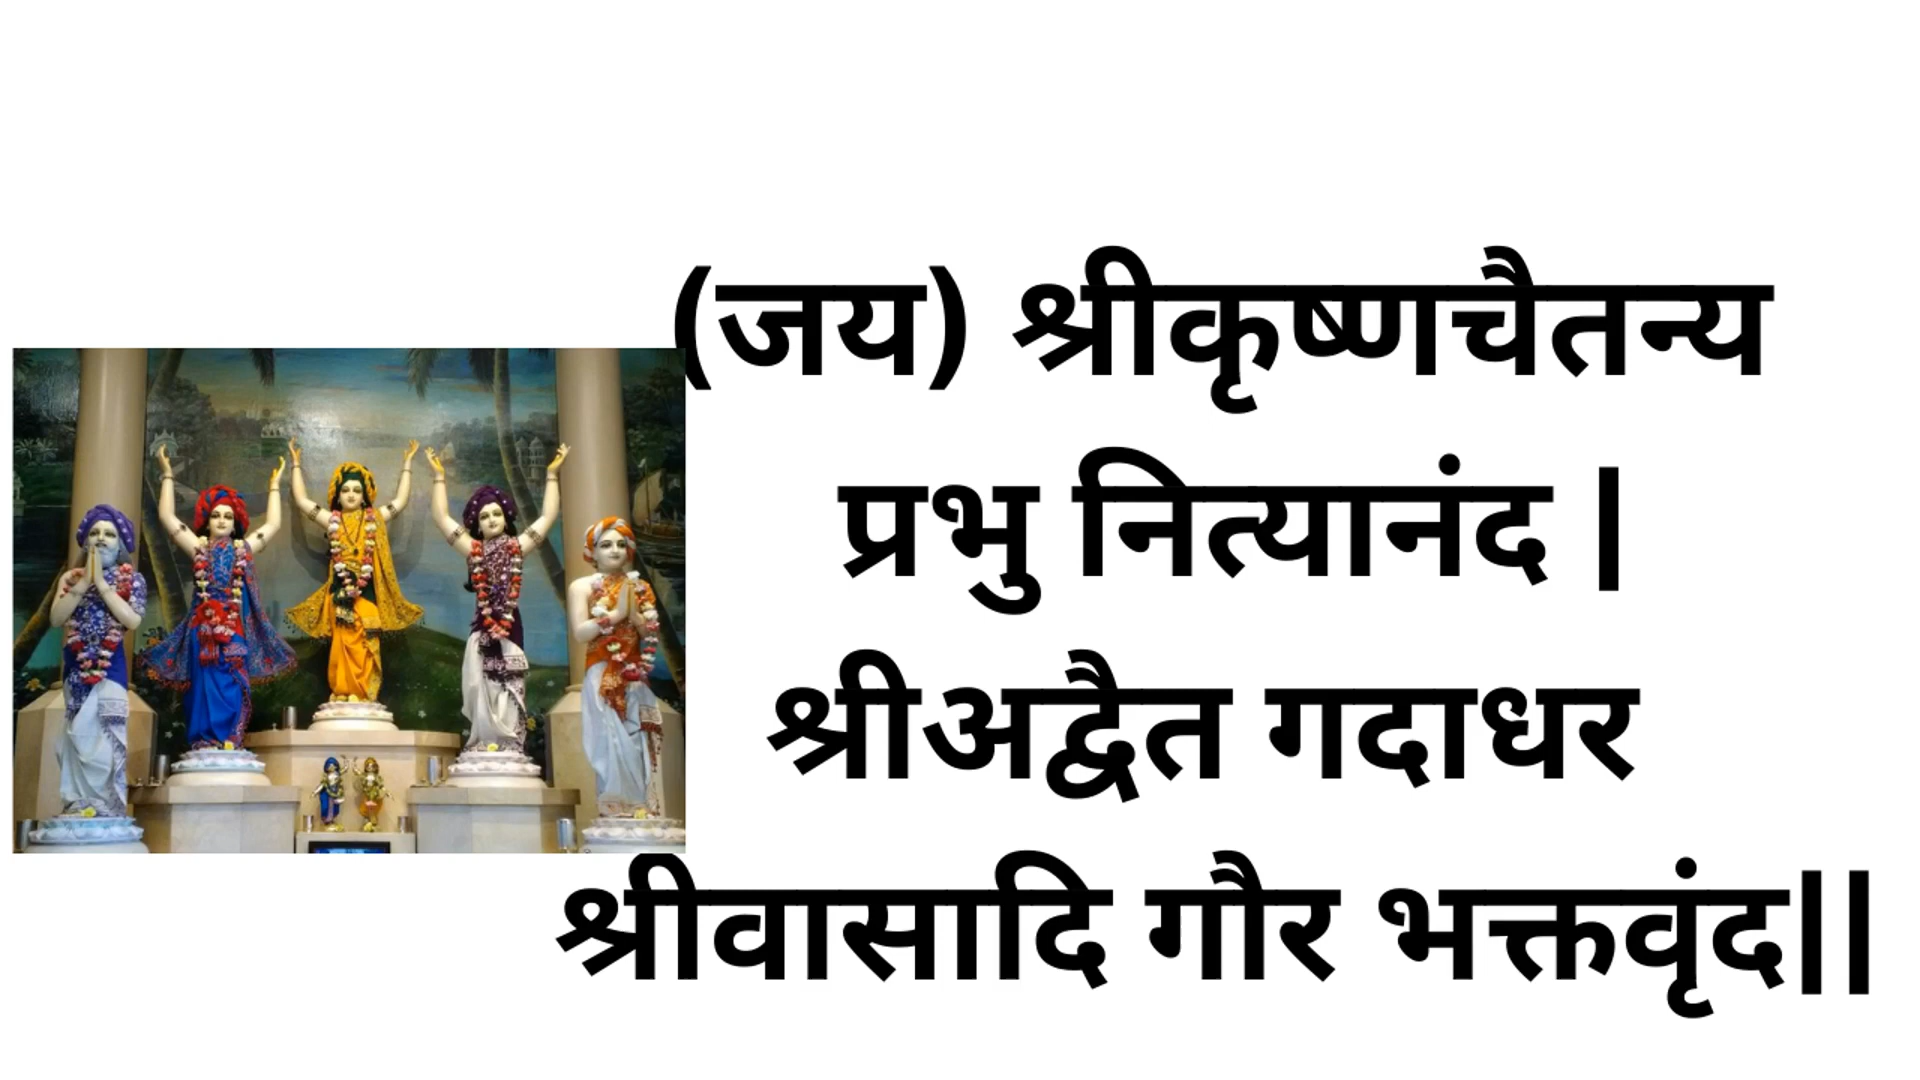 (जय) श्रीकृष्णचैतन्य
प्रभु नित्यानंद |
श्रीअद्वैत गदाधर
श्रीवासादि गौर भक्तवृंद||